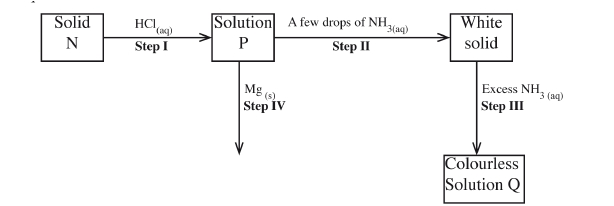 Solid
N
HCl(aq)
Step I
Solution
P
A few drops of NH3(aq)
Step II
White
solid
Mg (s)
Step IV
Excess NH3 (aq)
Step III
Colourless
Solution Q